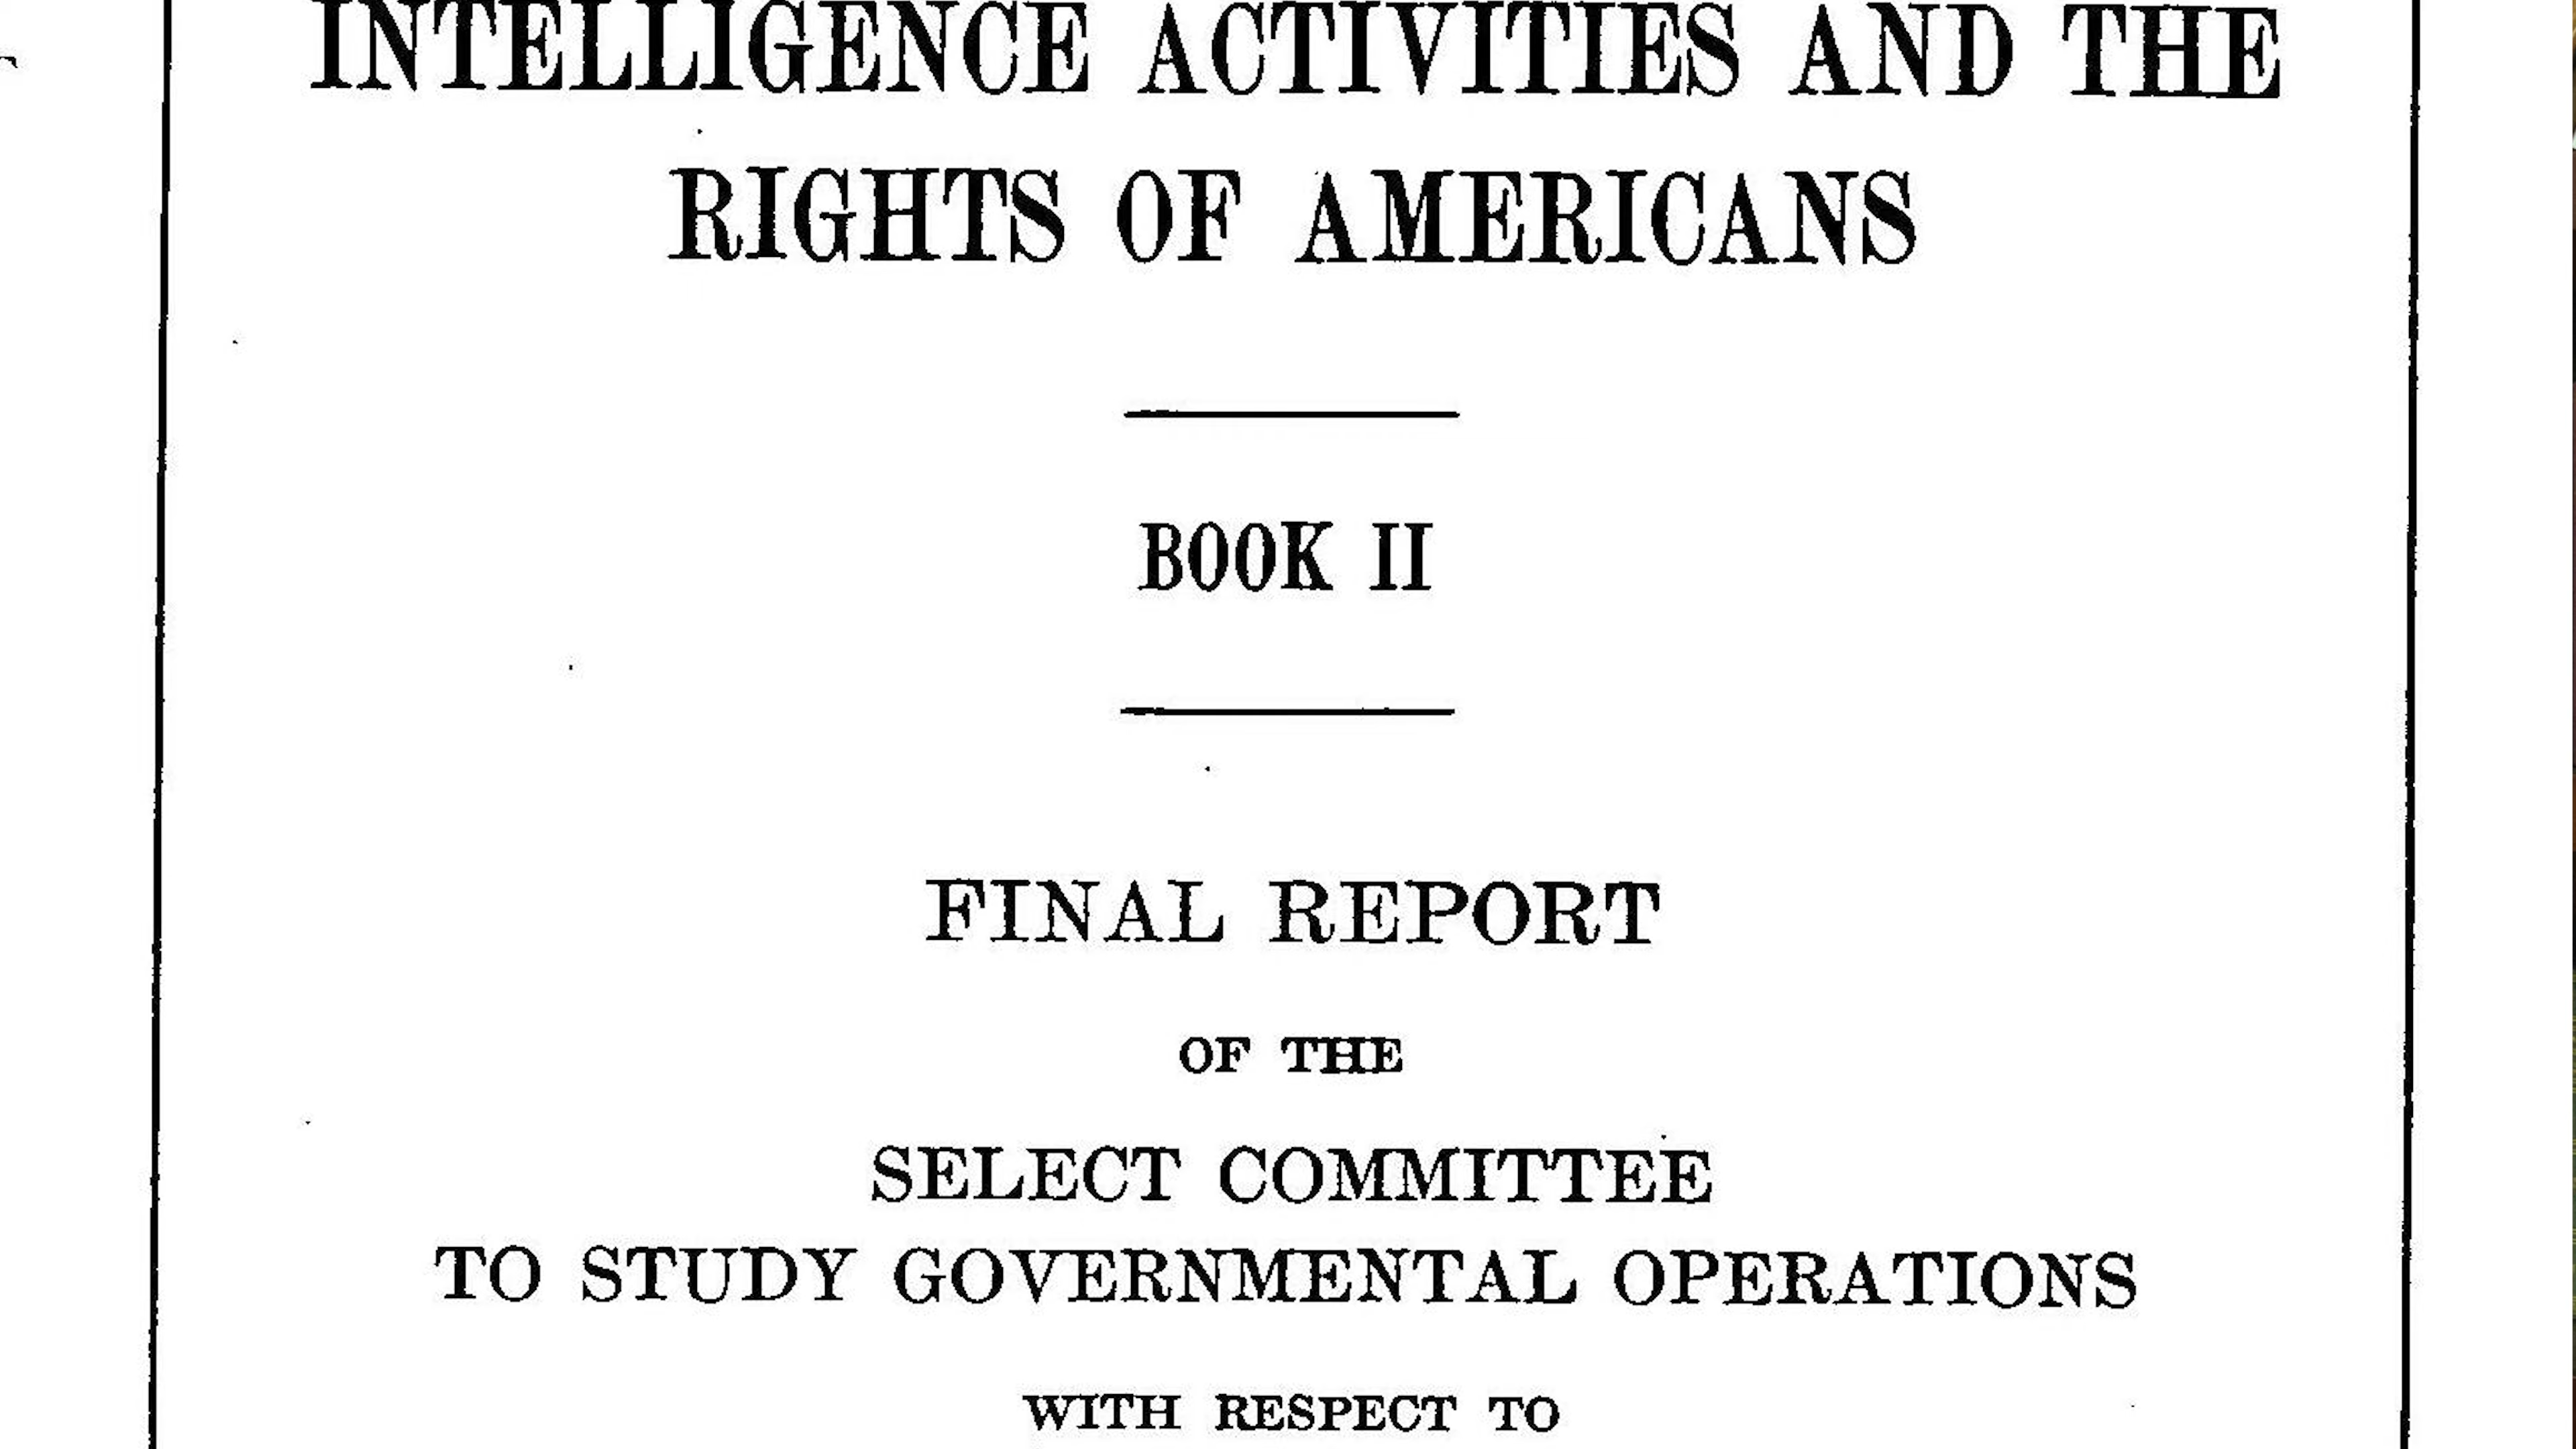 INTELLIGENCE ACTIVITIES AND THE
RIGHTS OF AMERICANS
BOOK II
FINAL REPORT
OF THE
SELECT COMMITTEE
TO STUDY GOVERNMENTAL OPERATIONS
WITH RESPECT TO